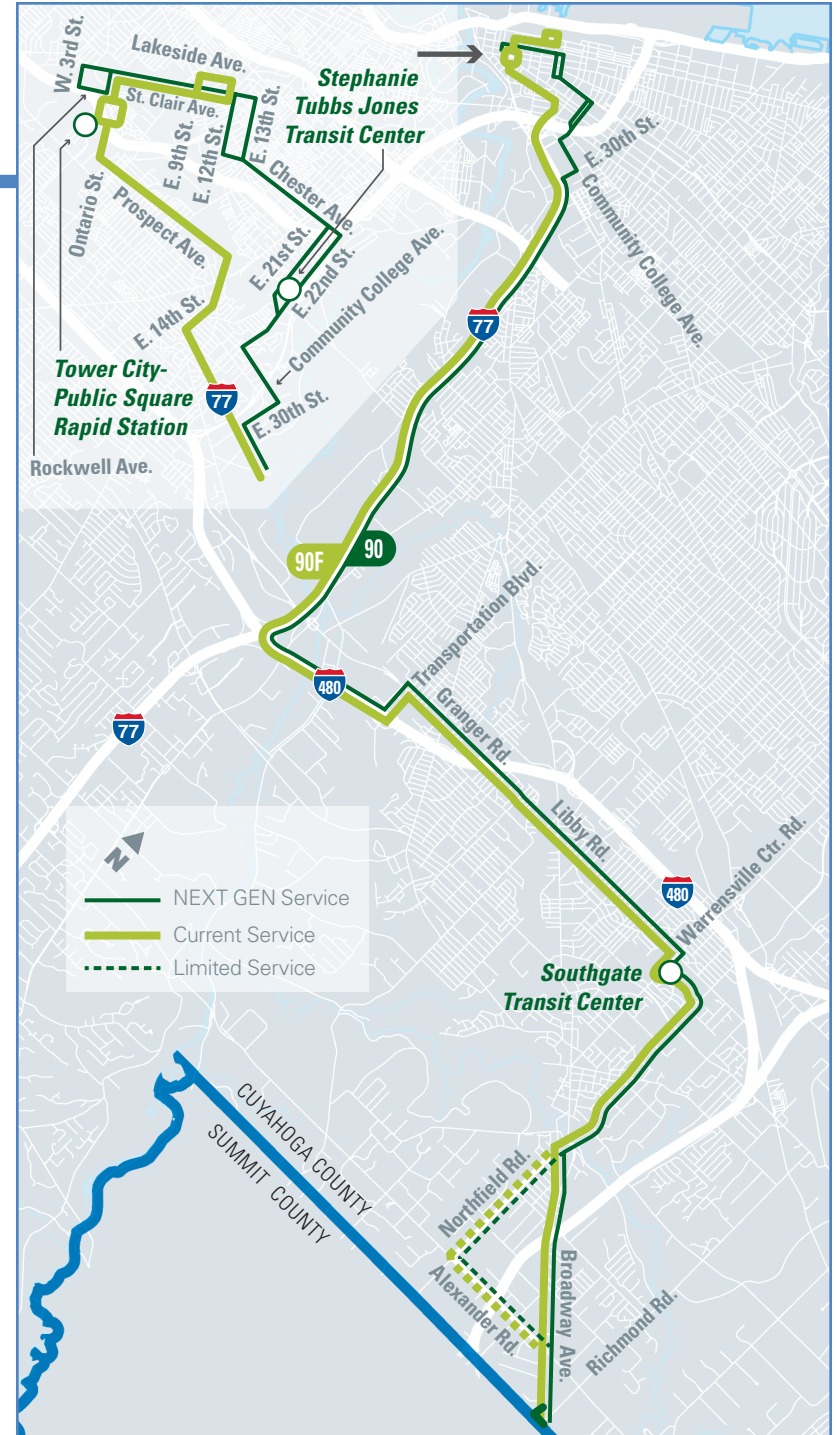 Lakeside Ave.
W. 3rd St.
St. Clair Ave.
E. 9th St.
E. 12th St.
E. 13th St.
Stephanie
Tubbs Jones
Transit Center
Ontario St.
Prospect Ave.
Chester Ave.
E. 21st St.
E. 22nd St.
Community College Ave.
E. 14th St.
Tower City-
Public Square
Rapid Station
77
E. 30th St.
Rockwell Ave.
E. 30th St.
Community College Ave.
77
90F
90
Transportation Blvd.
480
Granger Rd.
77
Libby Rd.
Warrensville Ctr. Rd.
480
N
NEXT GEN Service
Current Service
Limited Service
Southgate
Transit Center
CUYAHOGA COUNTY
SUMMIT COUNTY
Northfield Rd.
Alexander Rd.
Broadway Ave.
Richmond Rd.